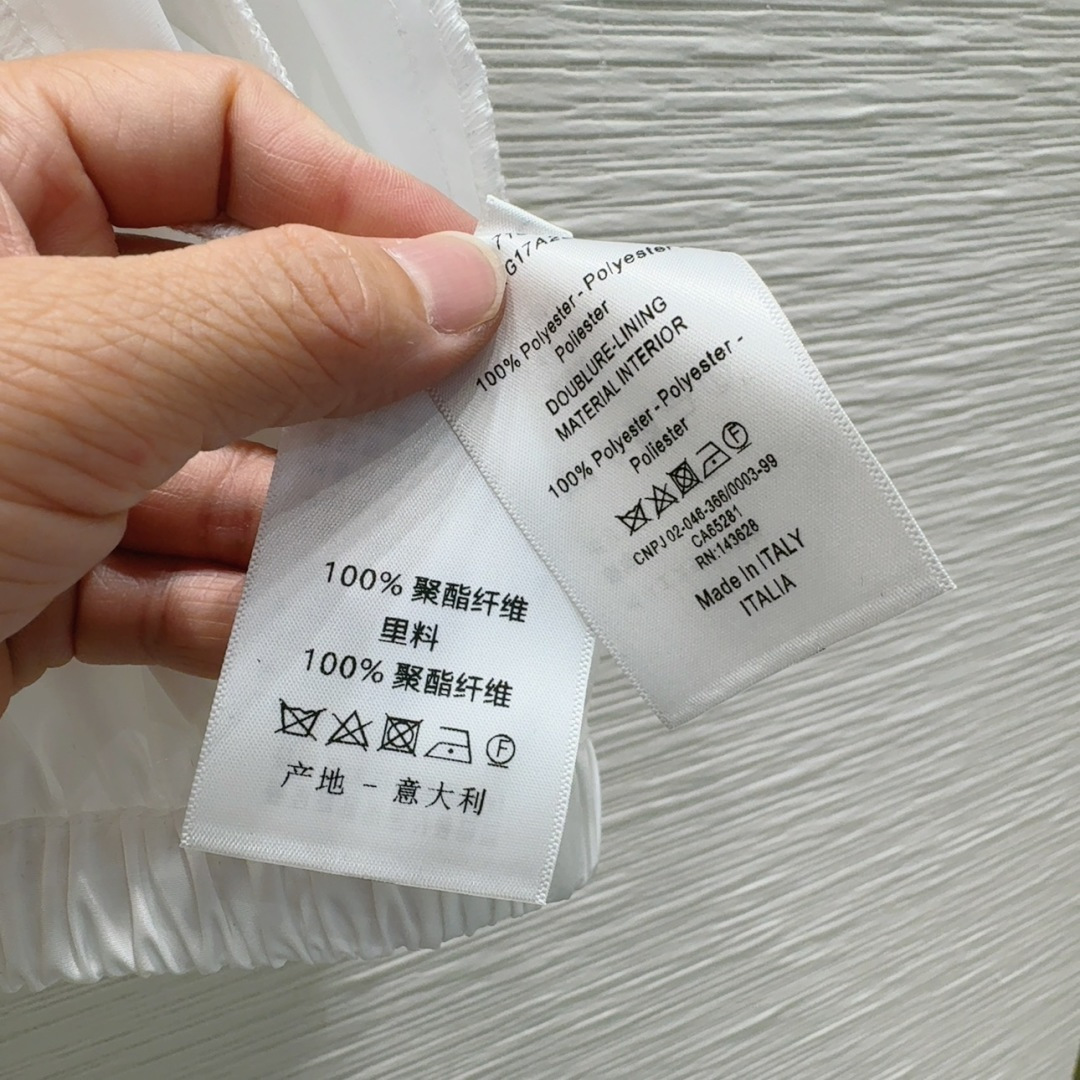 G17A
100% Polyester - Polyester
Poliester
DOUBLURE-LINING
MATERIAL INTERIOR
100% Polyester - Polyester -
Poliester
CNPJ 02-046-366/0003-99
CA65281
RN:143628
Made In ITALY
ITALIA
100% 聚酯纤维
里料
100% 聚酯纤维
产地 - 意大利